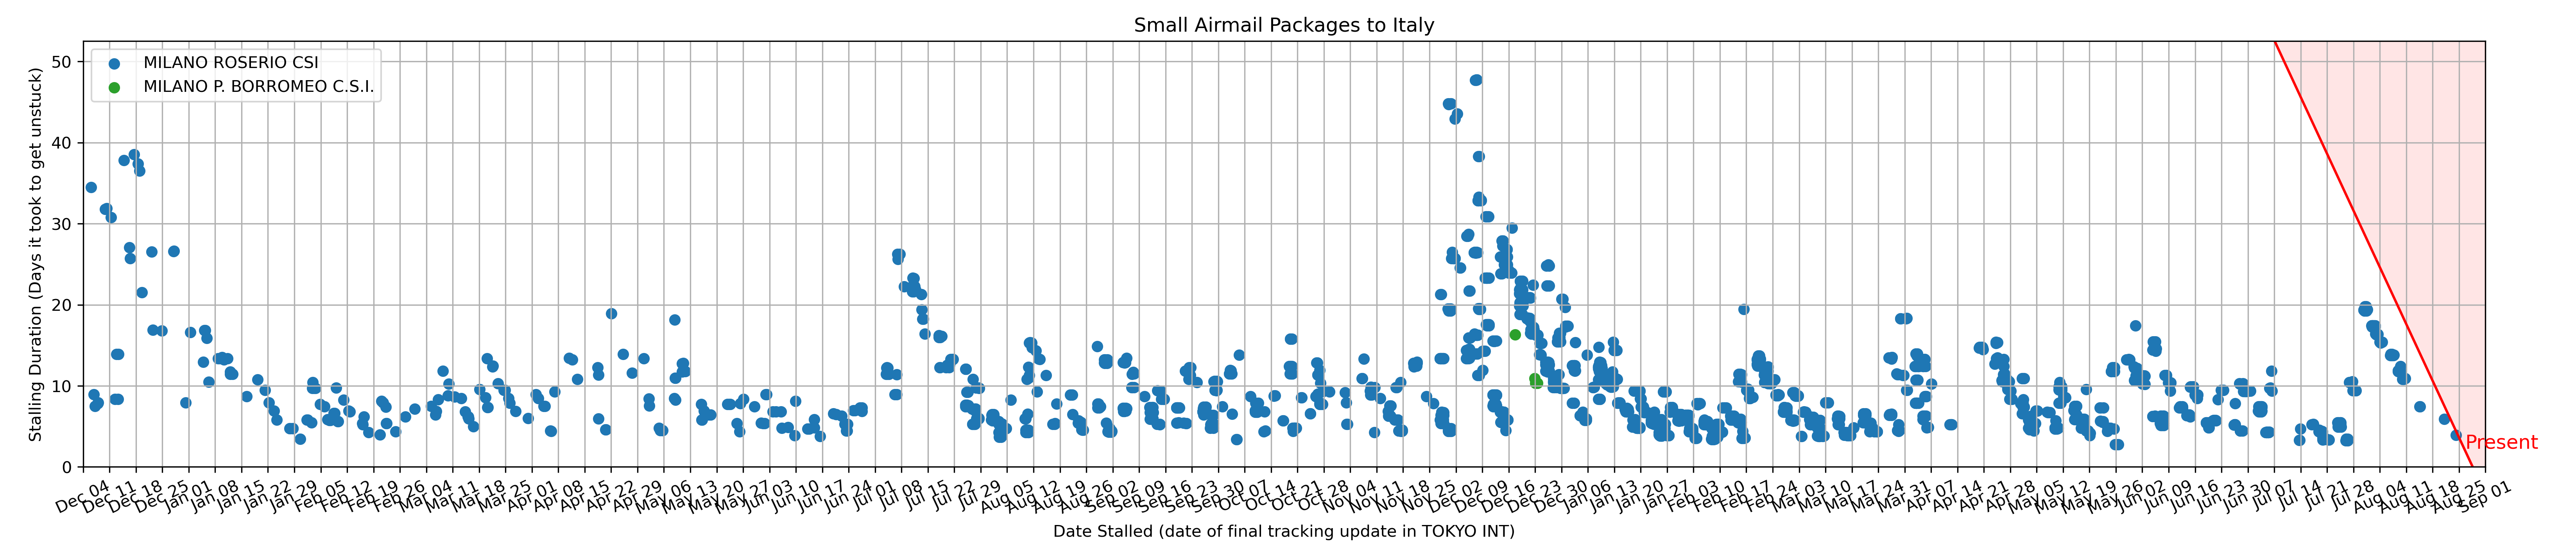 Small Airmail Packages to Italy
MILANO ROSERIO CSI
MILANO P. BORROMEO C.S.I.
Stalling Duration (Days it took to get unstuck)
50
40
30
20
10
0
Present
Dec 04
Dec 11
Dec 18
Dec 25
Jan 01
Jan 08
Jan 15
Jan 22
Jan 29
Feb 05
Feb 12
Feb 19
Feb 26
Mar 04
Mar 11
Mar 18
Mar 25
Apr 01
Apr 08
Apr 15
Apr 22
Apr 29
May 06
May 13
May 20
May 27
Jun 03
Jun 10
Jun 17
Jun 24
Jul 01
Jul 08
Jul 15
Jul 22
Jul 29
Aug 05
Aug 12
Aug 19
Aug 26
Sep 02
Sep 09
Sep 16
Sep 23
Sep 30
Oct 07
Oct 14
Oct 21
Oct 28
Nov 04
Nov 11
Nov 18
Nov 25
Dec 02
Dec 09
Dec 16
Dec 23
Dec 30
Jan 06
Jan 13
Jan 20
Jan 27
Feb 03
Feb 10
Feb 17
Feb 24
Mar 03
Mar 10
Mar 17
Mar 24
Mar 31
Apr 07
Apr 14
Apr 21
Apr 28
May 05
May 12
May 19
May 26
Jun 02
Jun 09
Jun 16
Jun 23
Jun 30
Jul 07
Jul 14
Jul 21
Jul 28
Aug 04
Aug 11
Aug 18
Aug 25
Sep 01
Date Stalled (date of final tracking update in TOKYO INT)